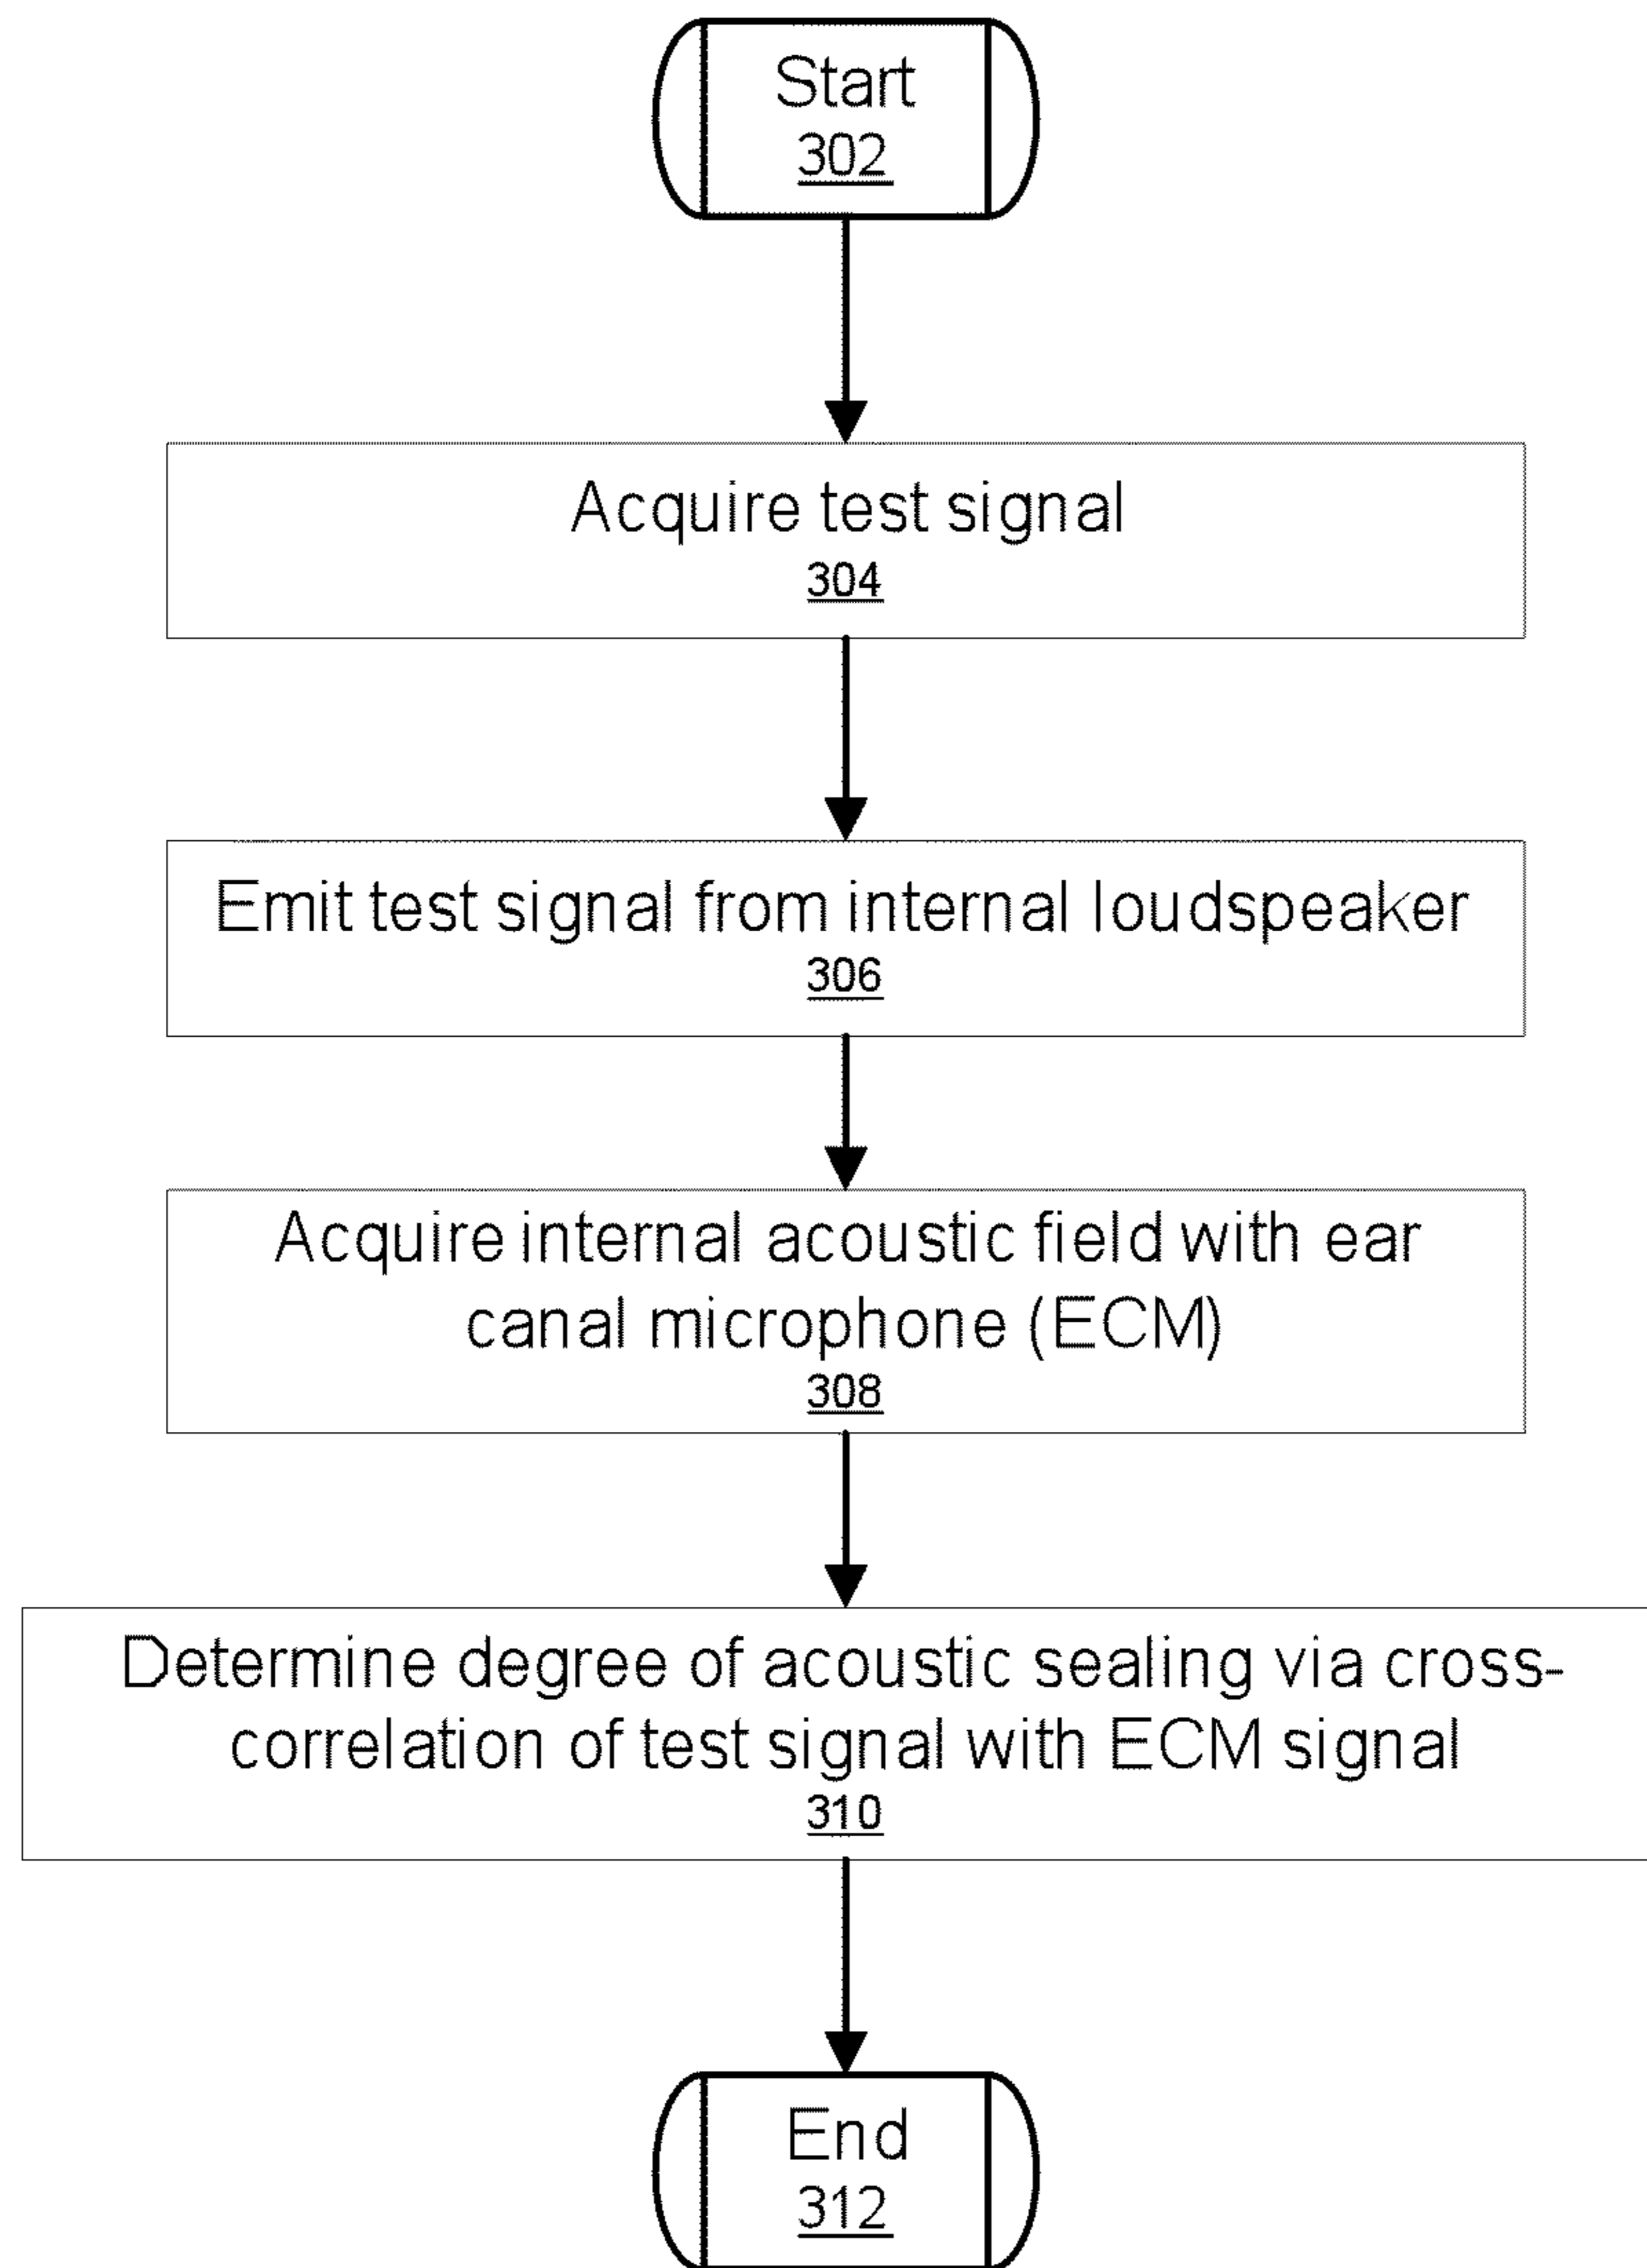 Start
302
Acquire test signal
304
Emit test signal from internal loudspeaker
306
Acquire internal acoustic field with ear
canal microphone (ECM)
308
Determine degree of acoustic sealing via cross-
correlation of test signal with ECM signal
310
End
312